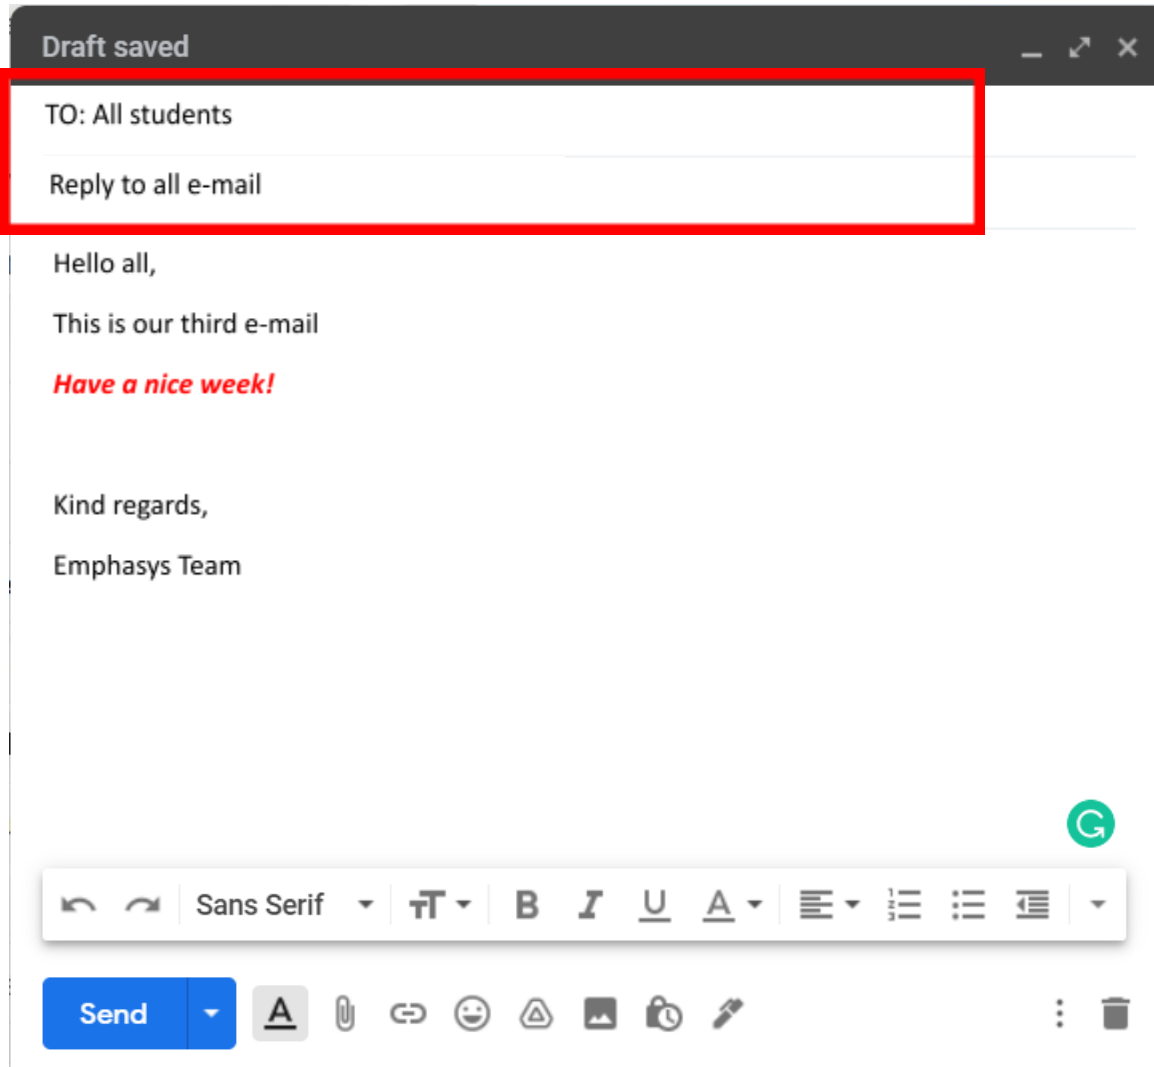 Draft saved
TO: All students
Reply to all e-mail
Hello all,
This is our third e-mail
Have a nice week!
Kind regards,
Emphasys Team
Sans Serif
Send